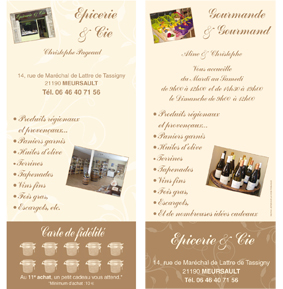 Epicerie
& Cie
Christophe
14, rue de Maréchal de Lattre de Tassigny
21190 MEURSAULT
Tél. 06 46 40 71 56
• Produits régionaux
et provençaux...
• Paniers garnis
• Huiles d'olive
• Terrines
• Tapenades
• Vins fins
• Fois gras,
• Escargots, etc.
Carte de fidélité
Au 11e achat, un petit cadeau vous attend *
*Minimum d'achat : 10 €
Gourmande
& Gourmand
Aline & Christophe
Vous accueille
du Mardi au Samedi
de 9h00 à 12h00 et de 15h00 à 19h00
le Dimanche de 9h00 à 12h30
• Produits régionaux
et provençaux...
• Paniers garnis
• Huiles d'olive
• Terrines
• Tapenades
• Vins fins
• Fois gras,
• Escargots,
• Et de nombreuses idées cadeaux
Epicerie & Cie
14, rue de Maréchal de Lattre de Tassigny
21190 MEURSAULT
Tél. 06 46 40 71 56